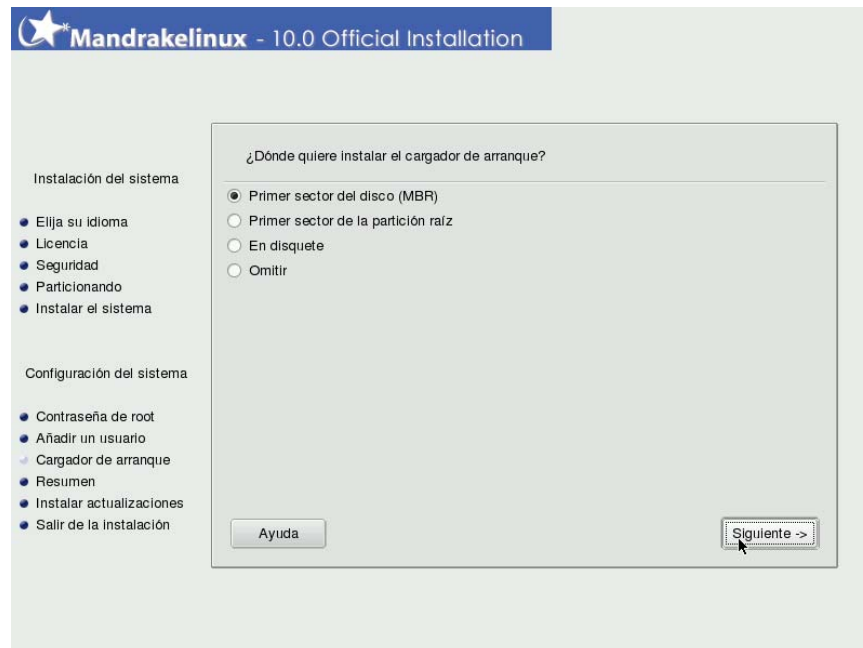 Mandrakelinux - 10.0 Official Installation
Instalación del sistema
Elija su idioma
Licencia
Seguridad
Particionando
Instalar el sistema
Configuración del sistema
Contraseña de root
Añadir un usuario
Cargador de arranque
Resumen
Instalar actualizaciones
Salir de la instalación
¿Dónde quiere instalar el cargador de arranque?
Primer sector del disco (MBR)
Primer sector de la partición raíz
En disquete
Omitir
Ayuda
Siguiente ->